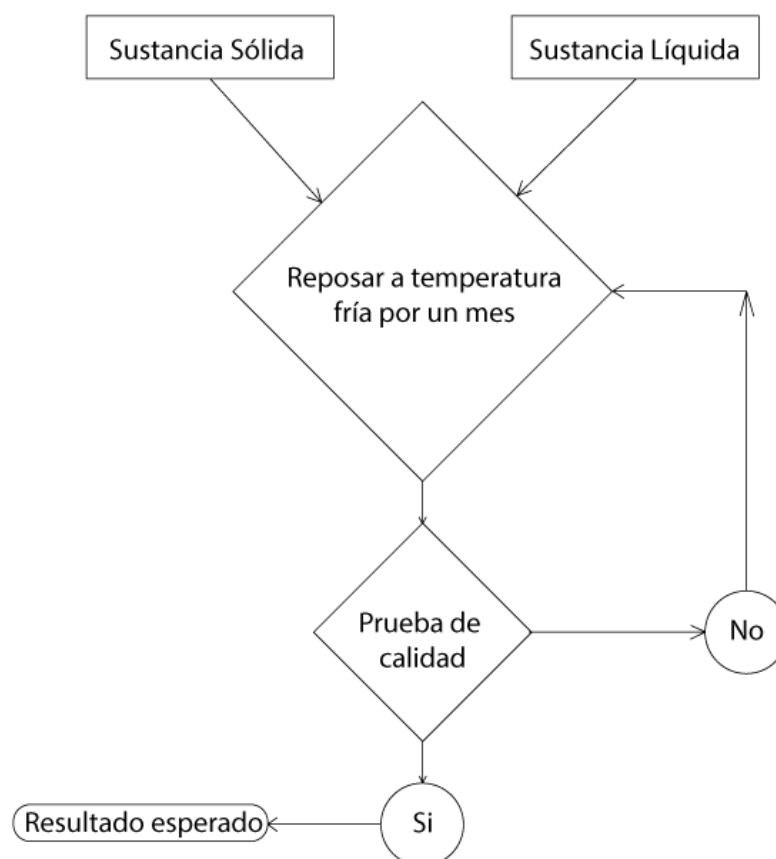 Sustancia Sólida
Sustancia Líquida
Reposar a temperatura
fría por un mes
Prueba de
calidad
No
Si
Resultado esperado